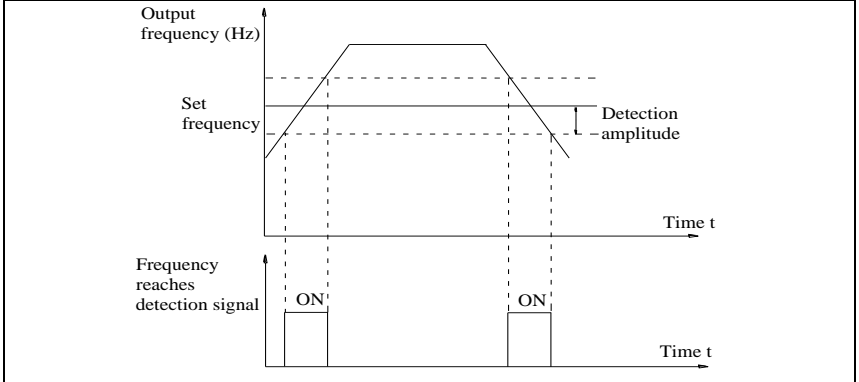 Output
frequency (Hz)
Set
frequency
Detection
amplitude
Time t
Frequency
reaches
detection signal
ON
ON
Time t